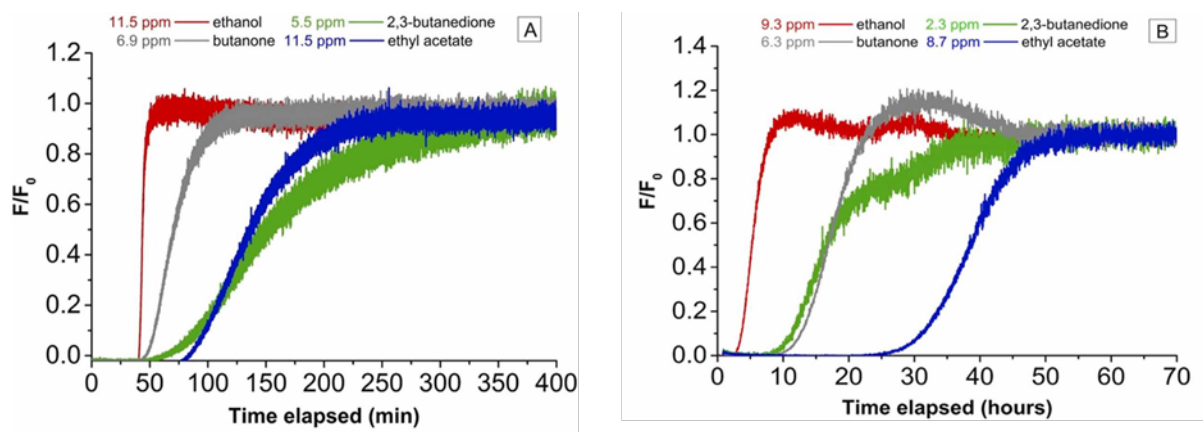 11.5 ppm ethanol 5.5 ppm 2,3-butanedione A
6.9 ppm butanone 11.5 ppm ethyl acetate
1.2
1.0
0.8
0.6
0.4
0.2
0.0
F/F0
0 50 100 150 200 250 300 350 400
Time elapsed (min)
9.3 ppm ethanol 2.3 ppm 2,3-butanedione B
6.3 ppm butanone 8.7 ppm ethyl acetate
1.4
1.2
1.0
0.8
0.6
0.4
0.2
0.0
F/F0
0 10 20 30 40 50 60 70
Time elapsed (hours)